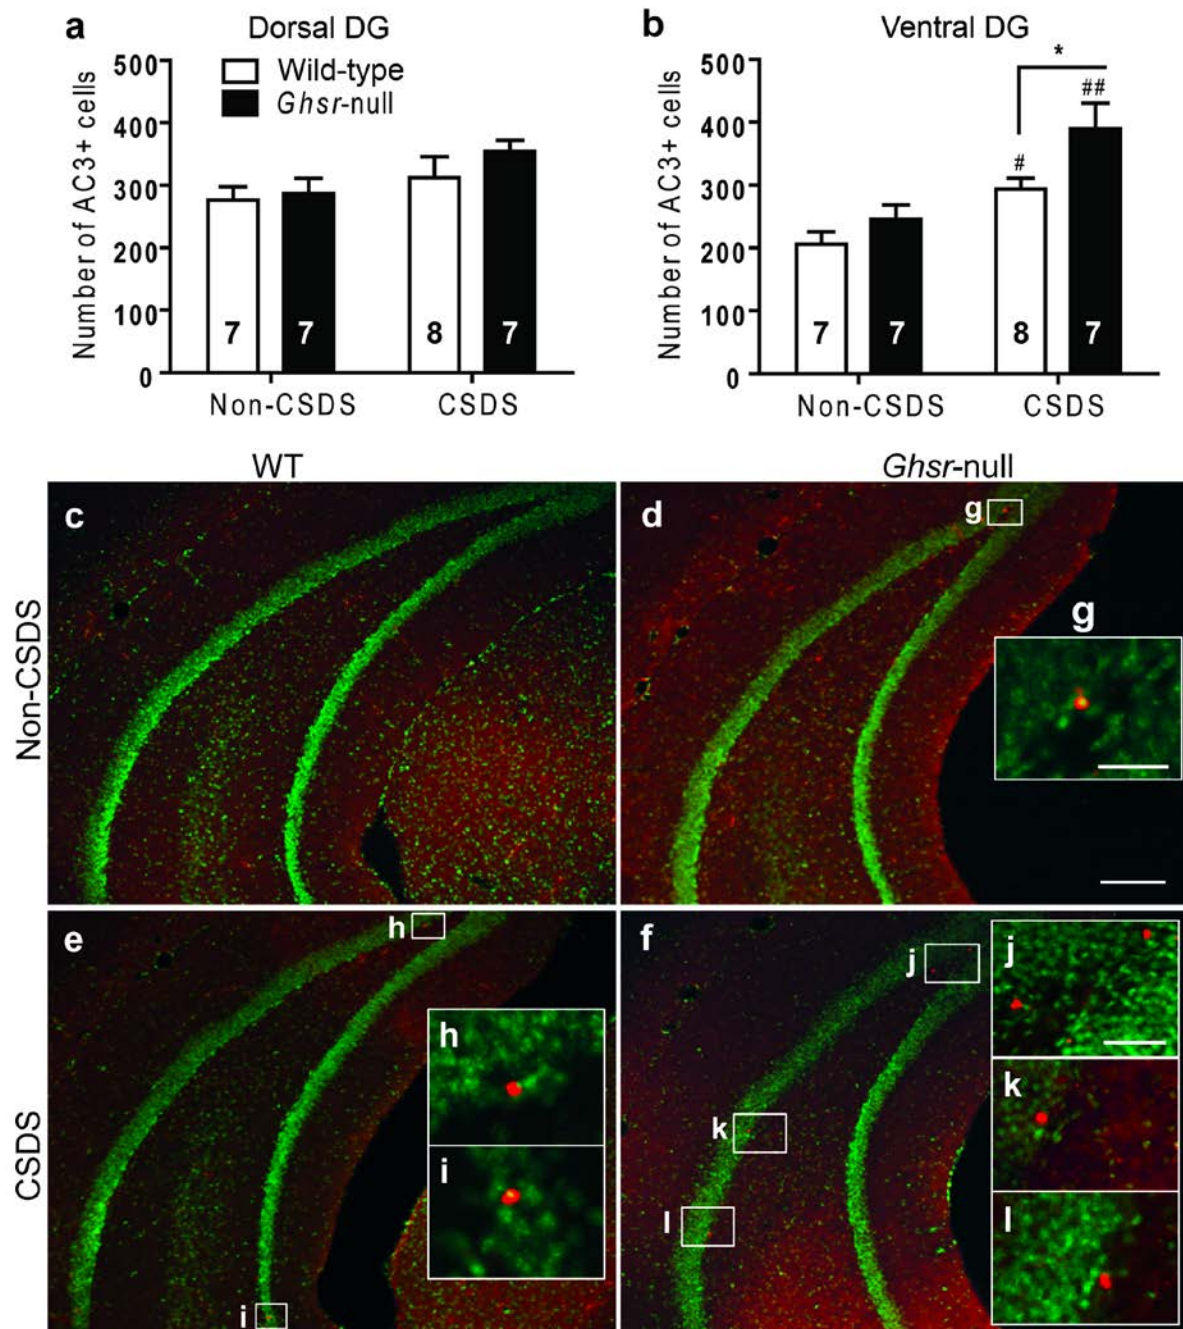 a Dorsal DG
Number of AC3+ cells
500
400
300
200
100
0
Wild-type
Ghsr-null
7 7 8 7
Non-CSDS CSDS
b Ventral DG
Number of AC3+ cells
500
400
300
200
100
0
*
# ##
7 7 8 7
Non-CSDS CSDS
WT Ghsr-null
Non-CSDS
c
d g
g
CSDS
e h
h
i
i
f j
j
k
k
l
l